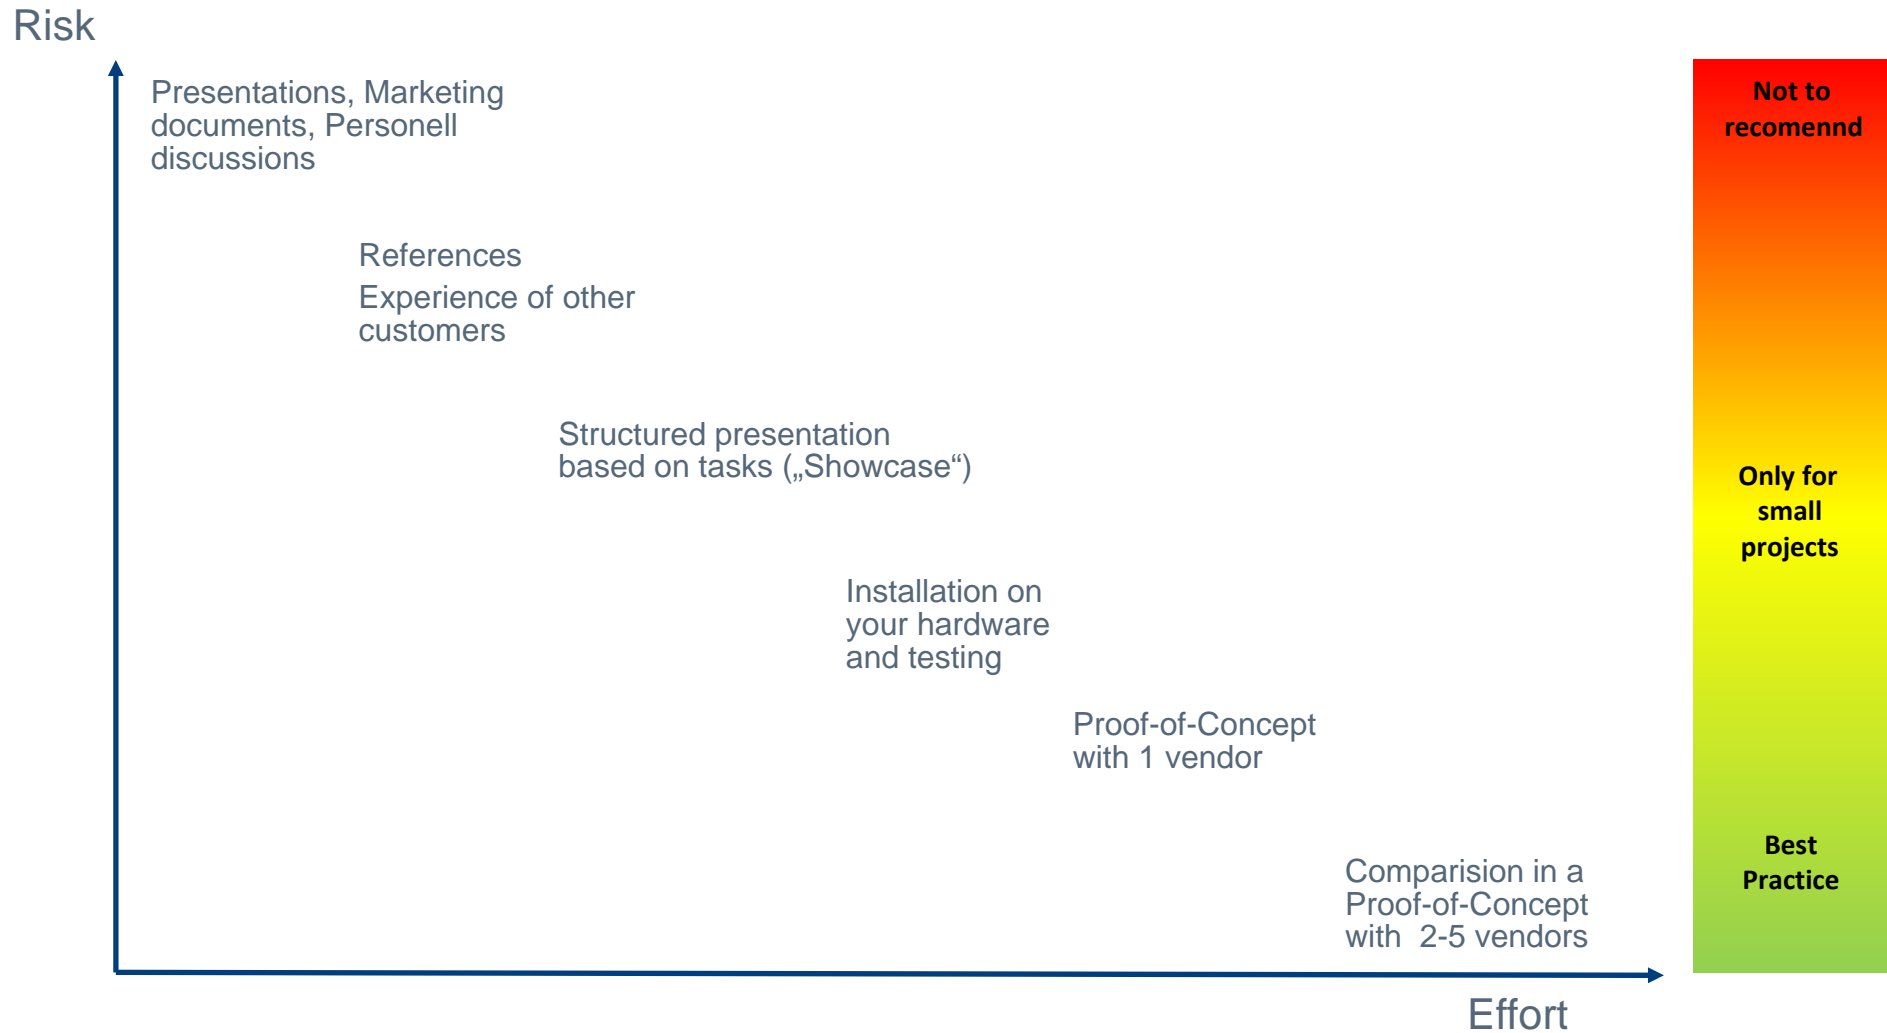 Risk
Presentations, Marketing
documents, Personell
discussions
References
Experience of other
customers
Structured presentation
based on tasks („Showcase“)
Installation on
your hardware
and testing
Proof-of-Concept
with 1 vendor
Comparision in a
Proof-of-Concept
with  2-5 vendors
Effort
Not to
recomennd
Only for
small
projects
Best
Practice